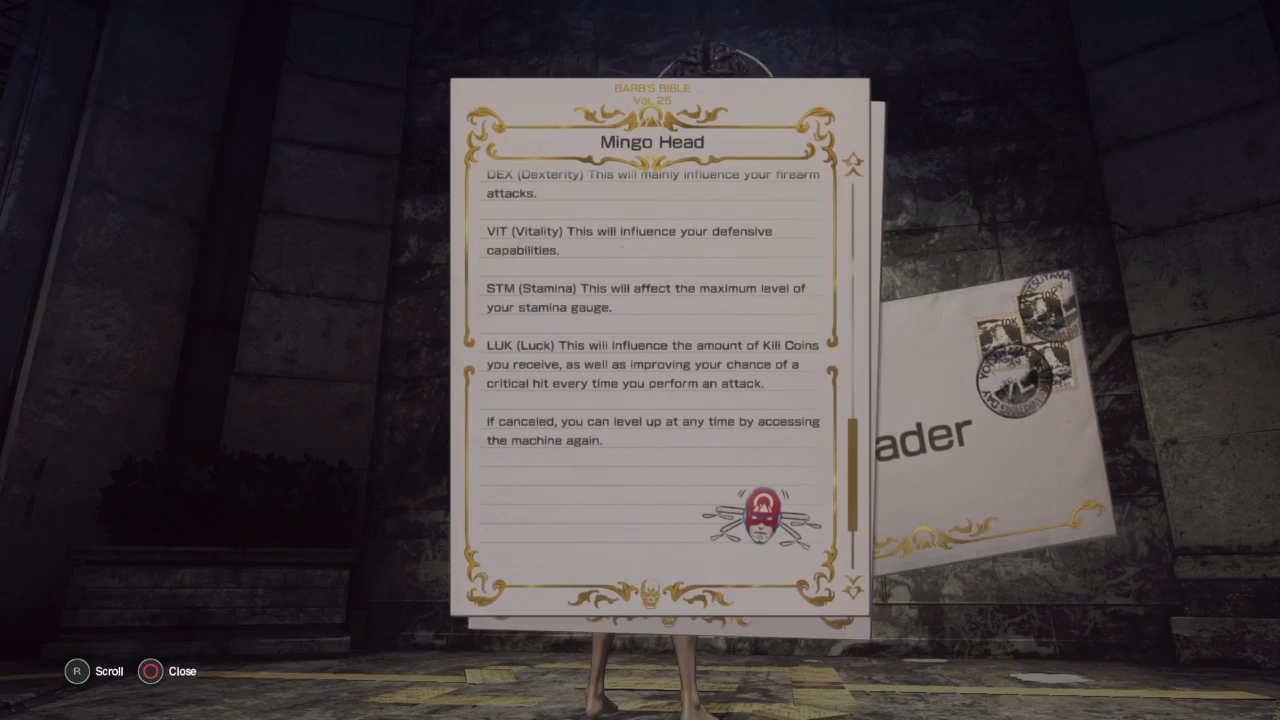 BARB'S BIBLE
Vol. 25
Mingo Head
DEX (Dexterity) This will mainly influence your firearm
attacks.
VIT (Vitality) This will influence your defensive
capabilities.
STM (Stamina) This will affect the maximum level of
your stamina gauge.
LUK (Luck) This will influence the amount of Kill Coins
you receive, as well as improving your chance of a
critical hit every time you perform an attack.
If canceled, you can level up at any time by accessing
the machine again.
ader
R Scroll Close